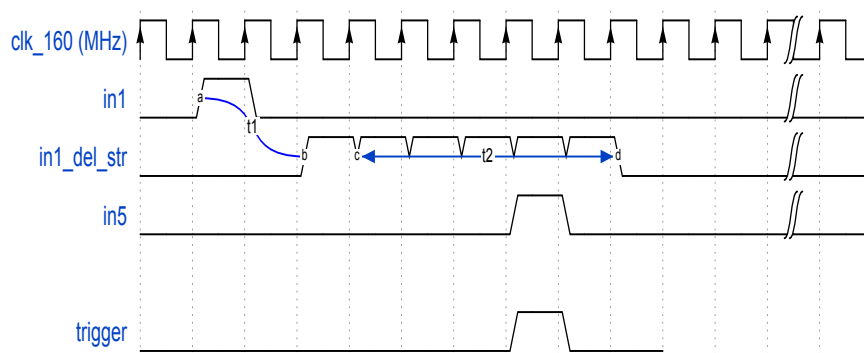 clk_160 (MHz)
in1
a
t1
in1_del_str
b
c
t2
d
in5
trigger